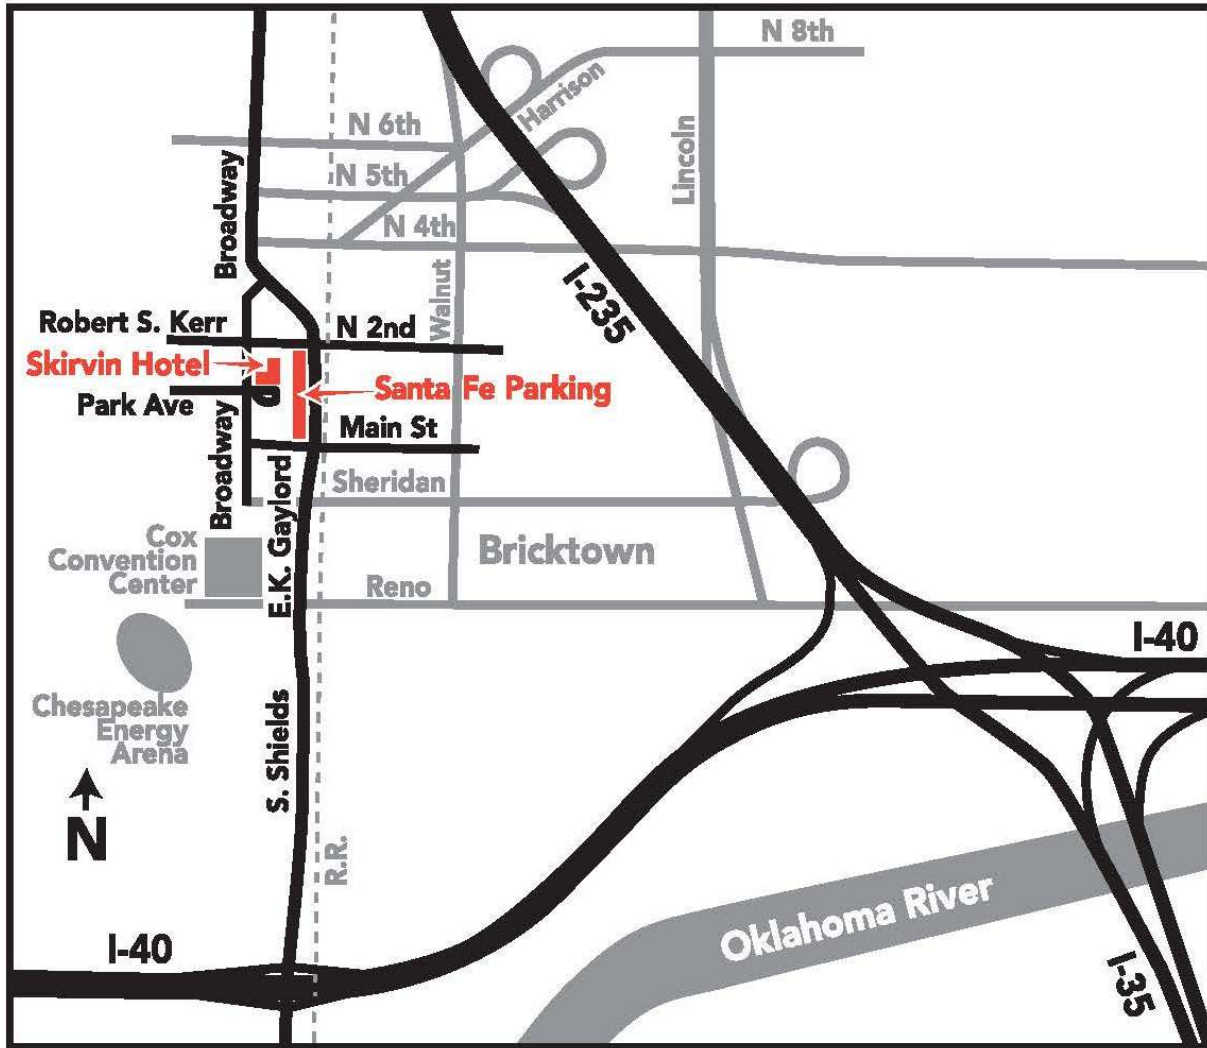 N 8th
Harrison
N 6th
Lincoln
N 5th
Broadway
N 4th
Walnut
I-235
Robert S. Kerr
N 2nd
Skirvin Hotel
Santa Fe Parking
Park Ave
Main St
Broadway
E.K. Gaylord
Sheridan
Cox
Convention
Center
Bricktown
Reno
I-40
Chesapeake
Energy
Arena
S. Shields
N
R.R.
Oklahoma River
I-40
I-35